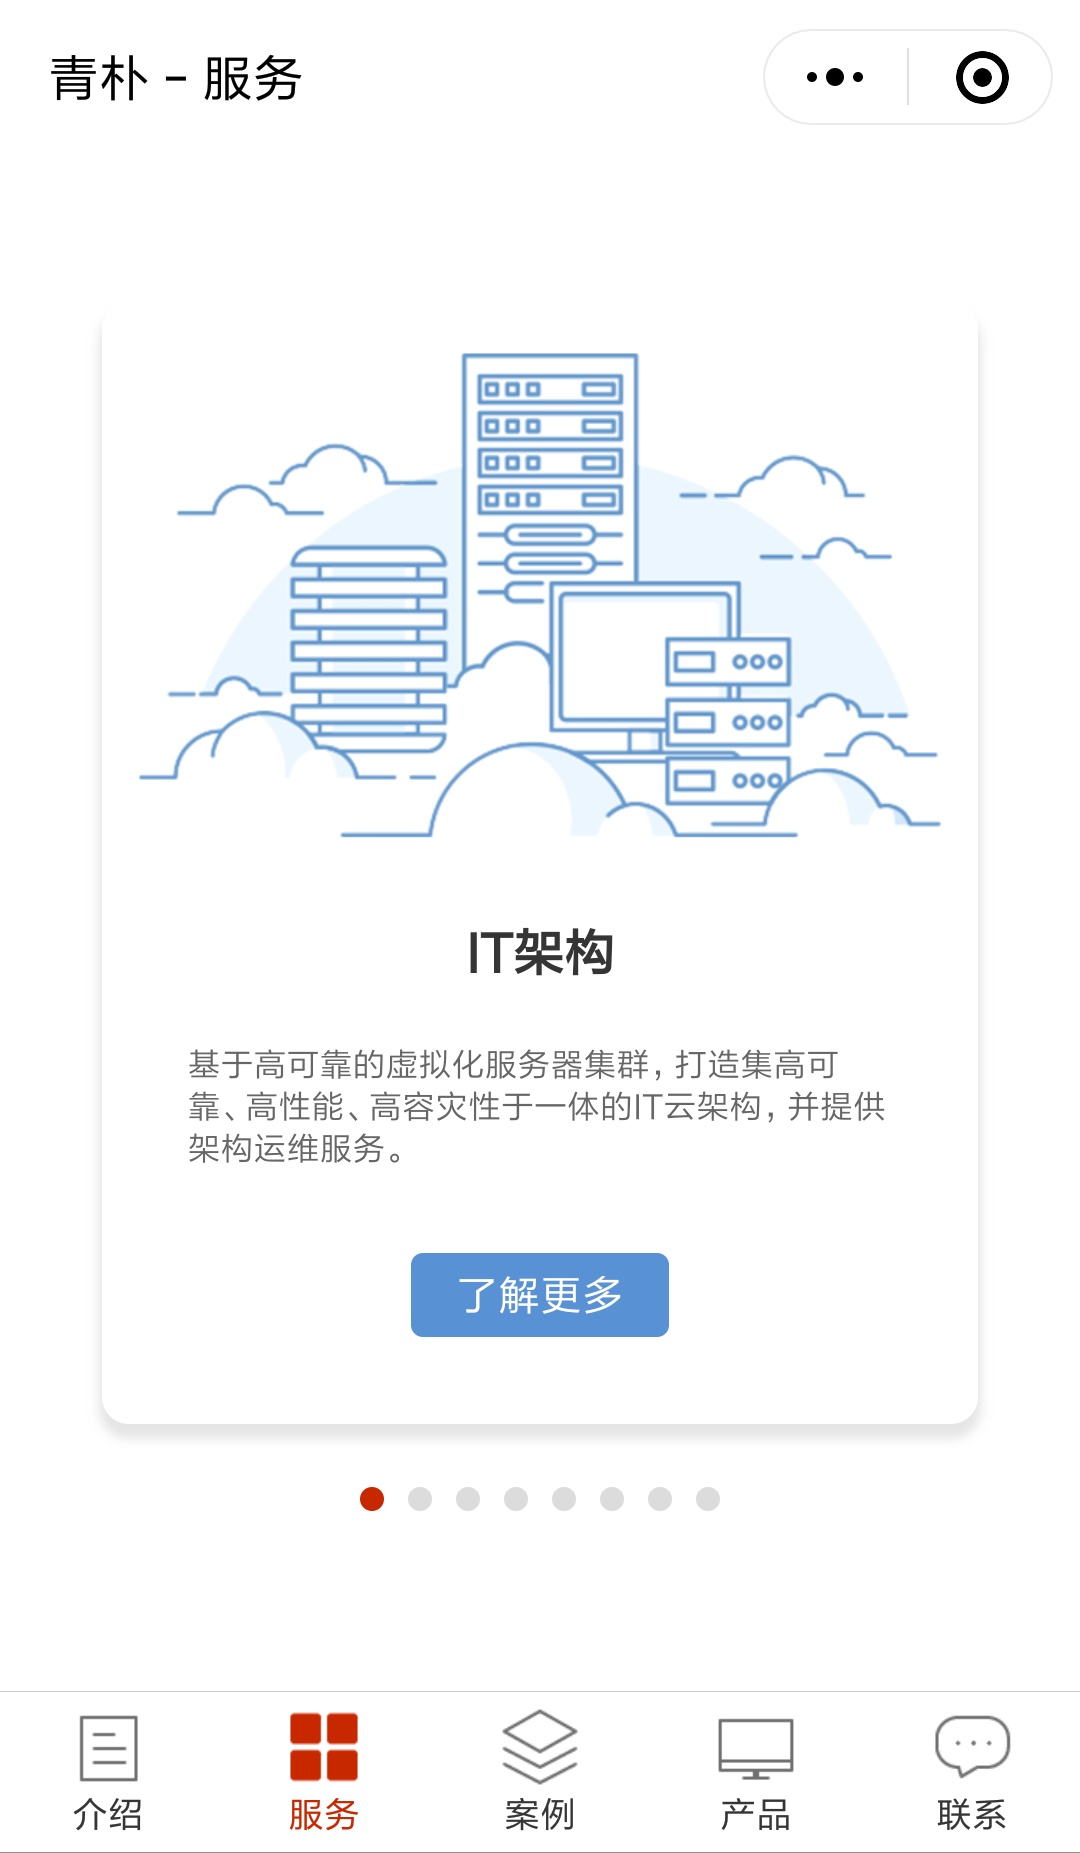 青朴 - 服务
IT架构
基于高可靠的虚拟化服务器集群，打造集高可
靠、高性能、高容灾性于一体的IT云架构，并提供
架构运维服务。
了解更多
介绍
服务
案例
产品
联系